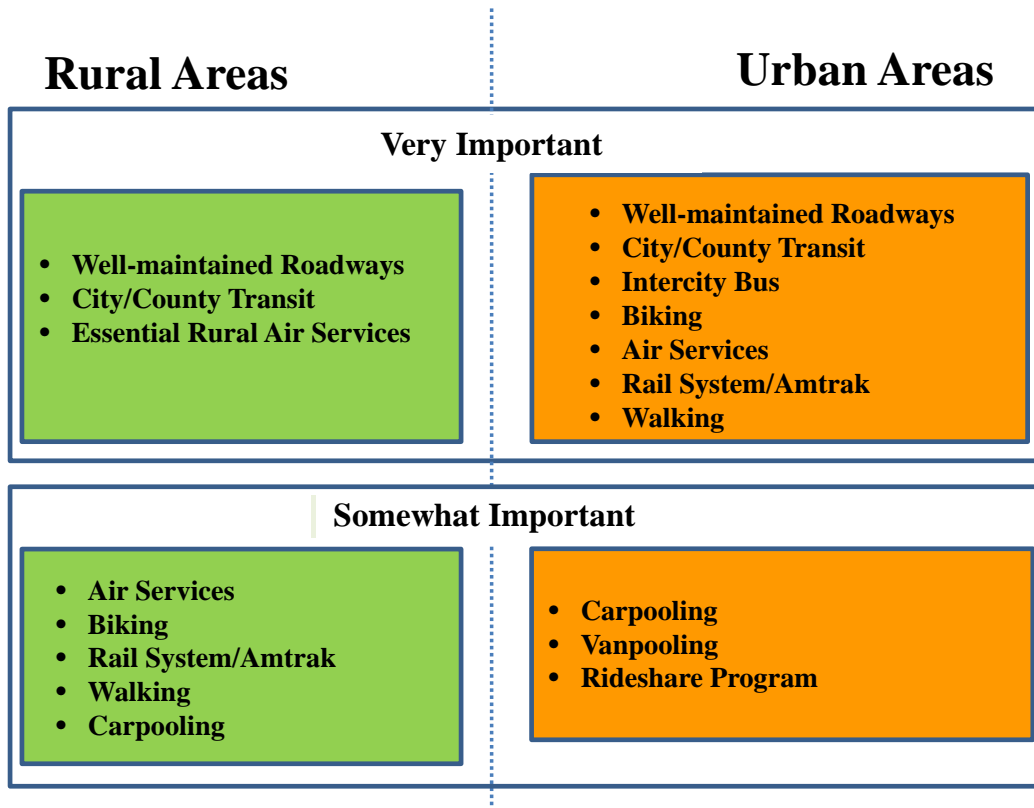 Rural Areas
Urban Areas
Very Important
• Well-maintained Roadways
• City/County Transit
• Essential Rural Air Services
• Well-maintained Roadways
• City/County Transit
• Intercity Bus
• Biking
• Air Services
• Rail System/Amtrak
• Walking
Somewhat Important
• Air Services
• Biking
• Rail System/Amtrak
• Walking
• Carpooling
• Carpooling
• Vanpooling
• Rideshare Program